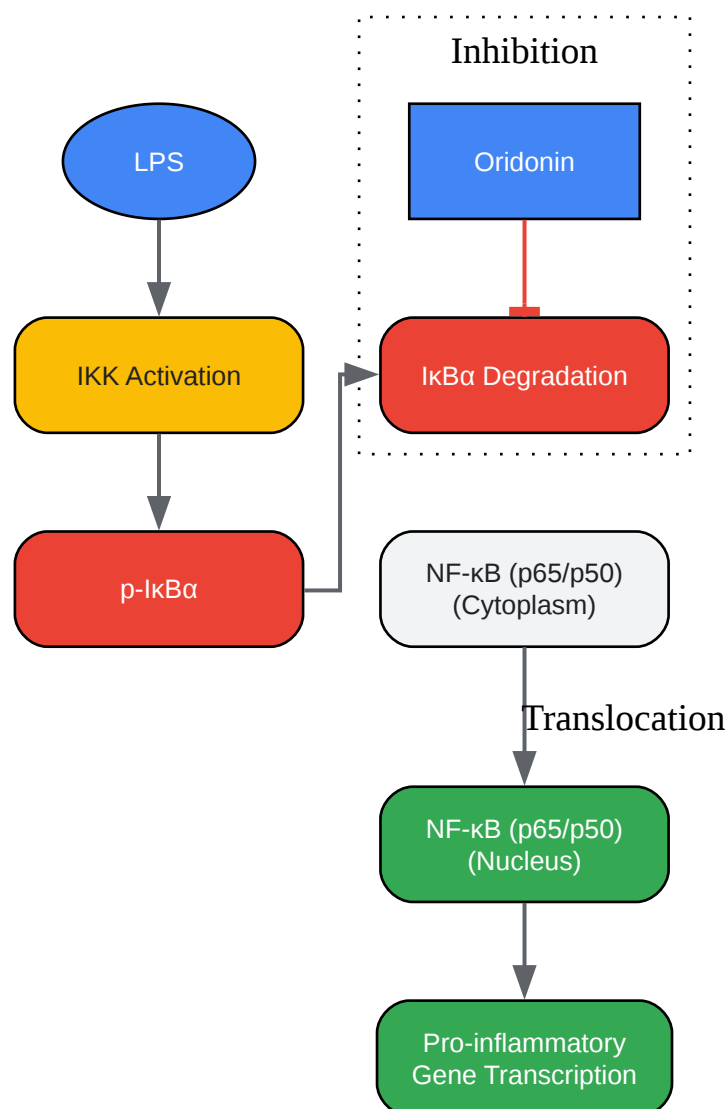 Inhibition
LPS
Oridonin
IKK Activation
IκBα Degradation
p-IκBα
NF-κB (p65/p50)
(Cytoplasm)
Translocation
NF-κB (p65/p50)
(Nucleus)
Pro-inflammatory
Gene Transcription